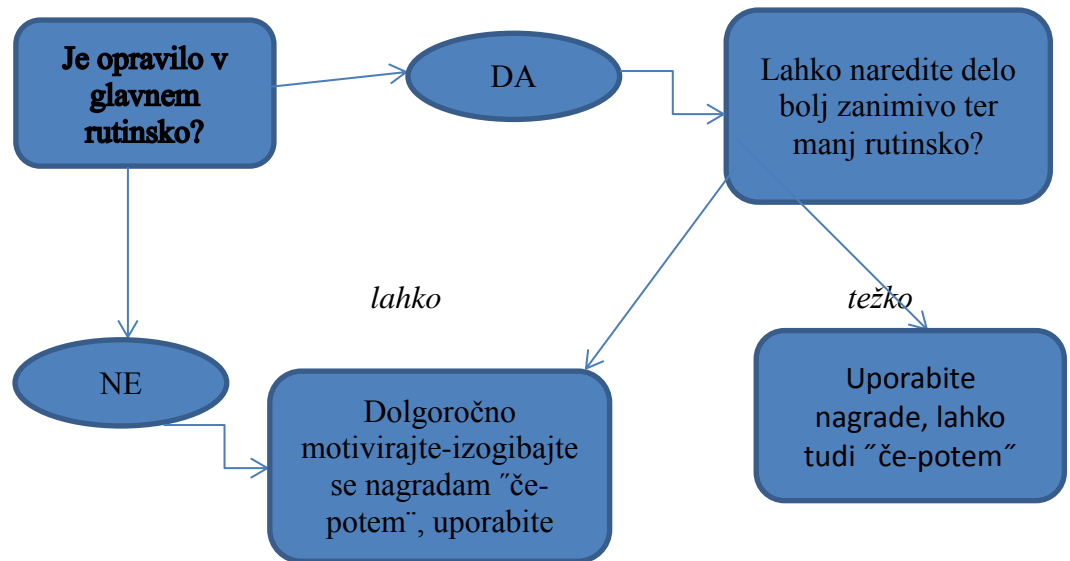 Je opravilo v
glavnem
rutinsko?
DA
Lahko naredite delo
bolj zanimivo ter
manj rutinsko?
lahko
težko
NE
Dolgoročno
motivirajte-izogibajte
se nagradam ˝če-
potem¨, uporabite
Uporabite
nagrade, lahko
tudi ˝če-potem˝